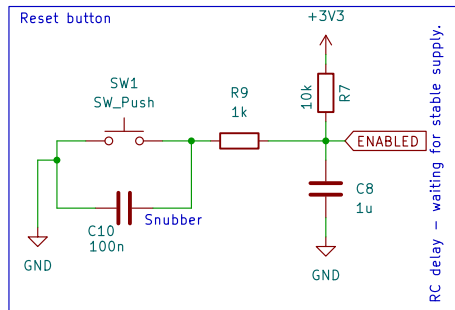 Reset button
+3V3
SW1
SW_Push
R9
1k
10k
R7
ENABLED
C8
1u
Snubber
C10
100n
GND
GND
RC delay – waiting for stable supply.